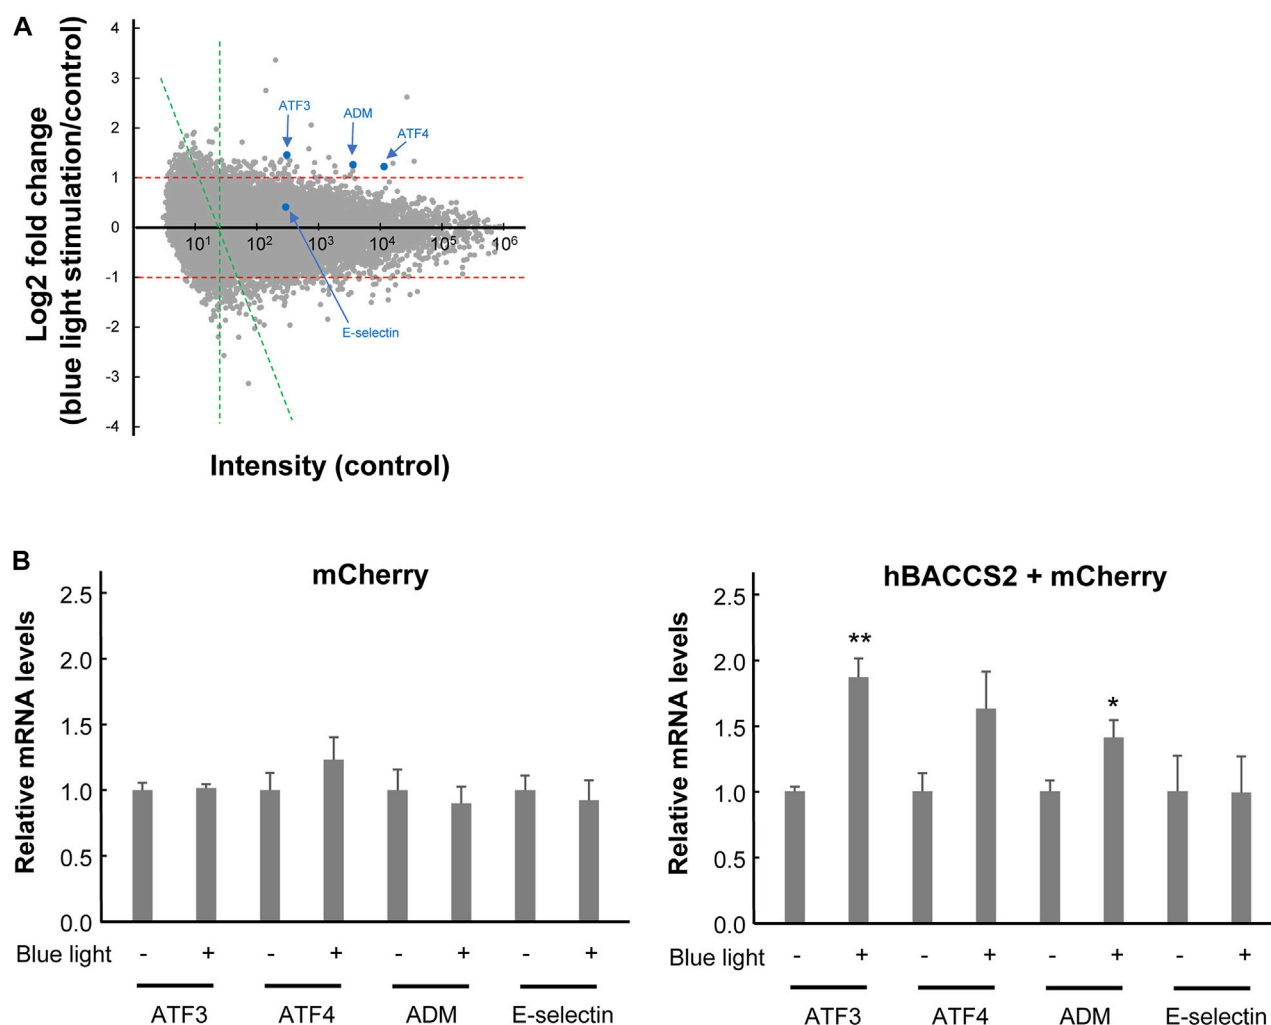 A
Log2 fold change
(blue light stimulation/control)
4
3
2
1
0
-1
-2
-3
-4
ATF3
ADM
ATF4
10¹ 10² 10³ 10⁴ 10⁵ 10⁶
E-selectin
Intensity (control)
B
mCherry
Relative mRNA levels
2.5
2.0
1.5
1.0
0.5
0.0
Blue light - + - + - + - +
ATF3 ATF4 ADM E-selectin
hBACCS2 + mCherry
Relative mRNA levels
2.5
2.0
1.5
1.0
0.5
0.0
**
*
Blue light - + - + - + - +
ATF3 ATF4 ADM E-selectin